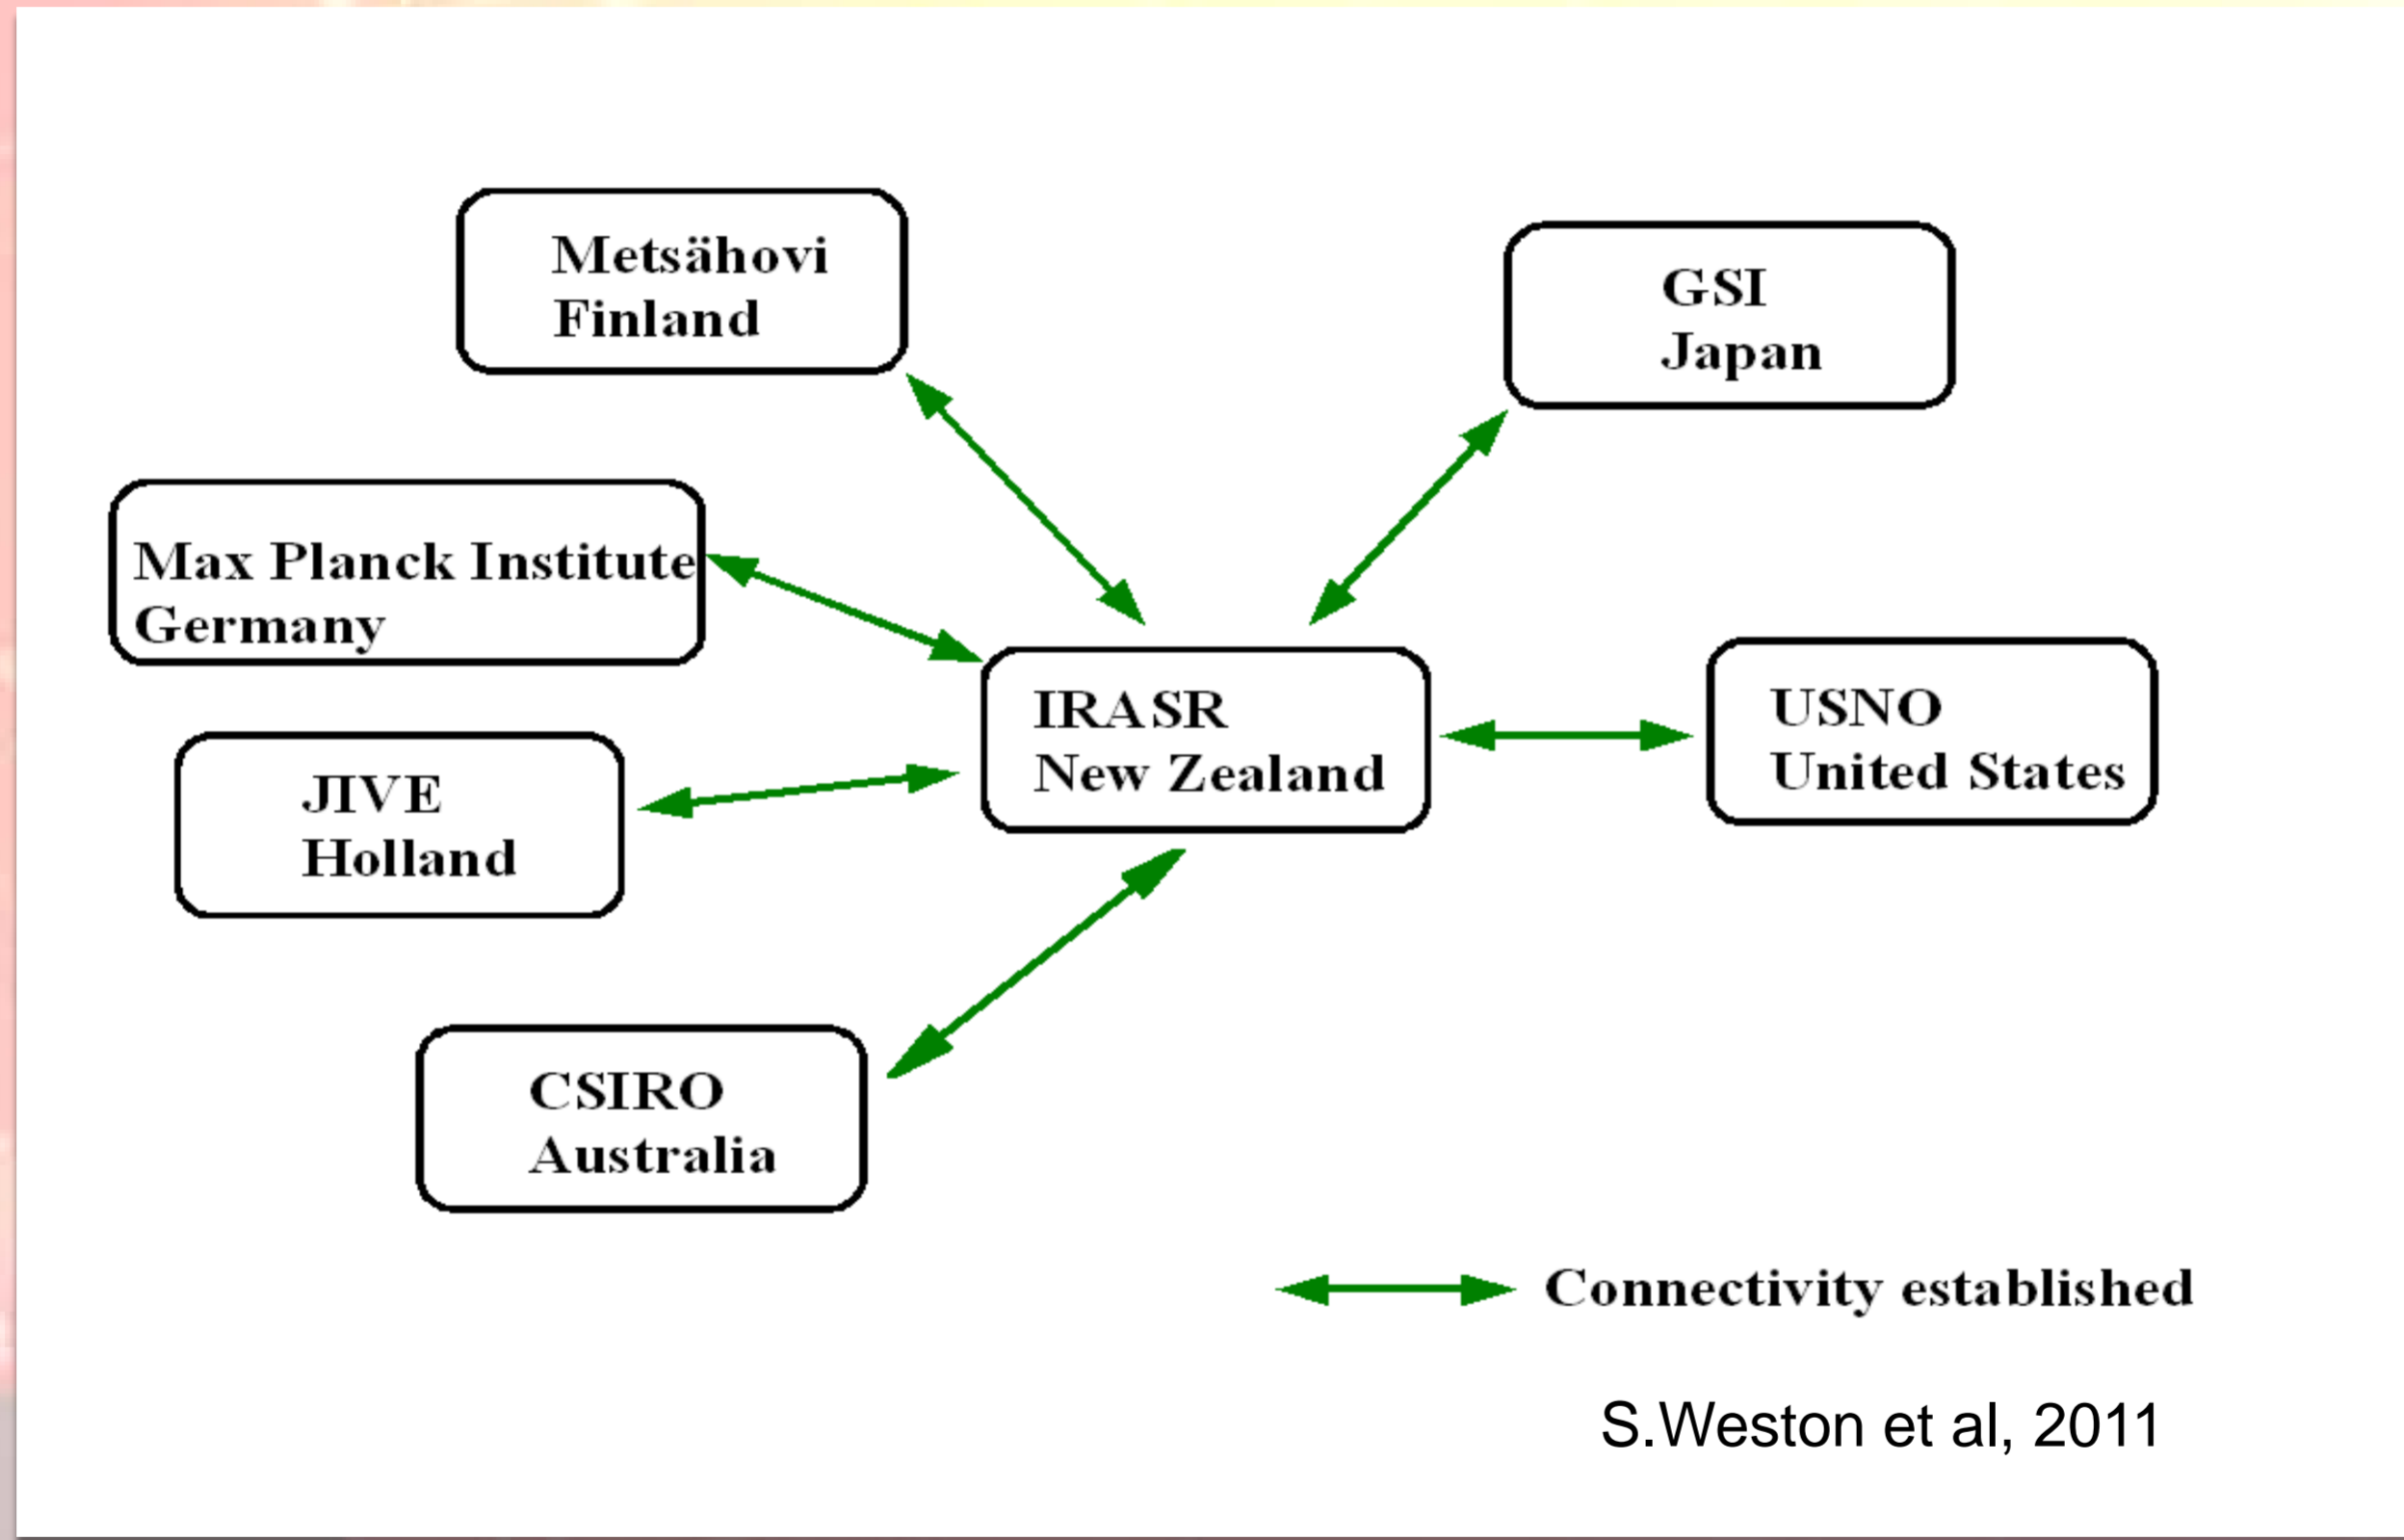 Metsähovi
Finland
GSI
Japan
Max Planck Institute
Germany
IRASR
New Zealand
USNO
United States
JIVE
Holland
CSIRO
Australia
Connectivity established
S.Weston et al, 2011